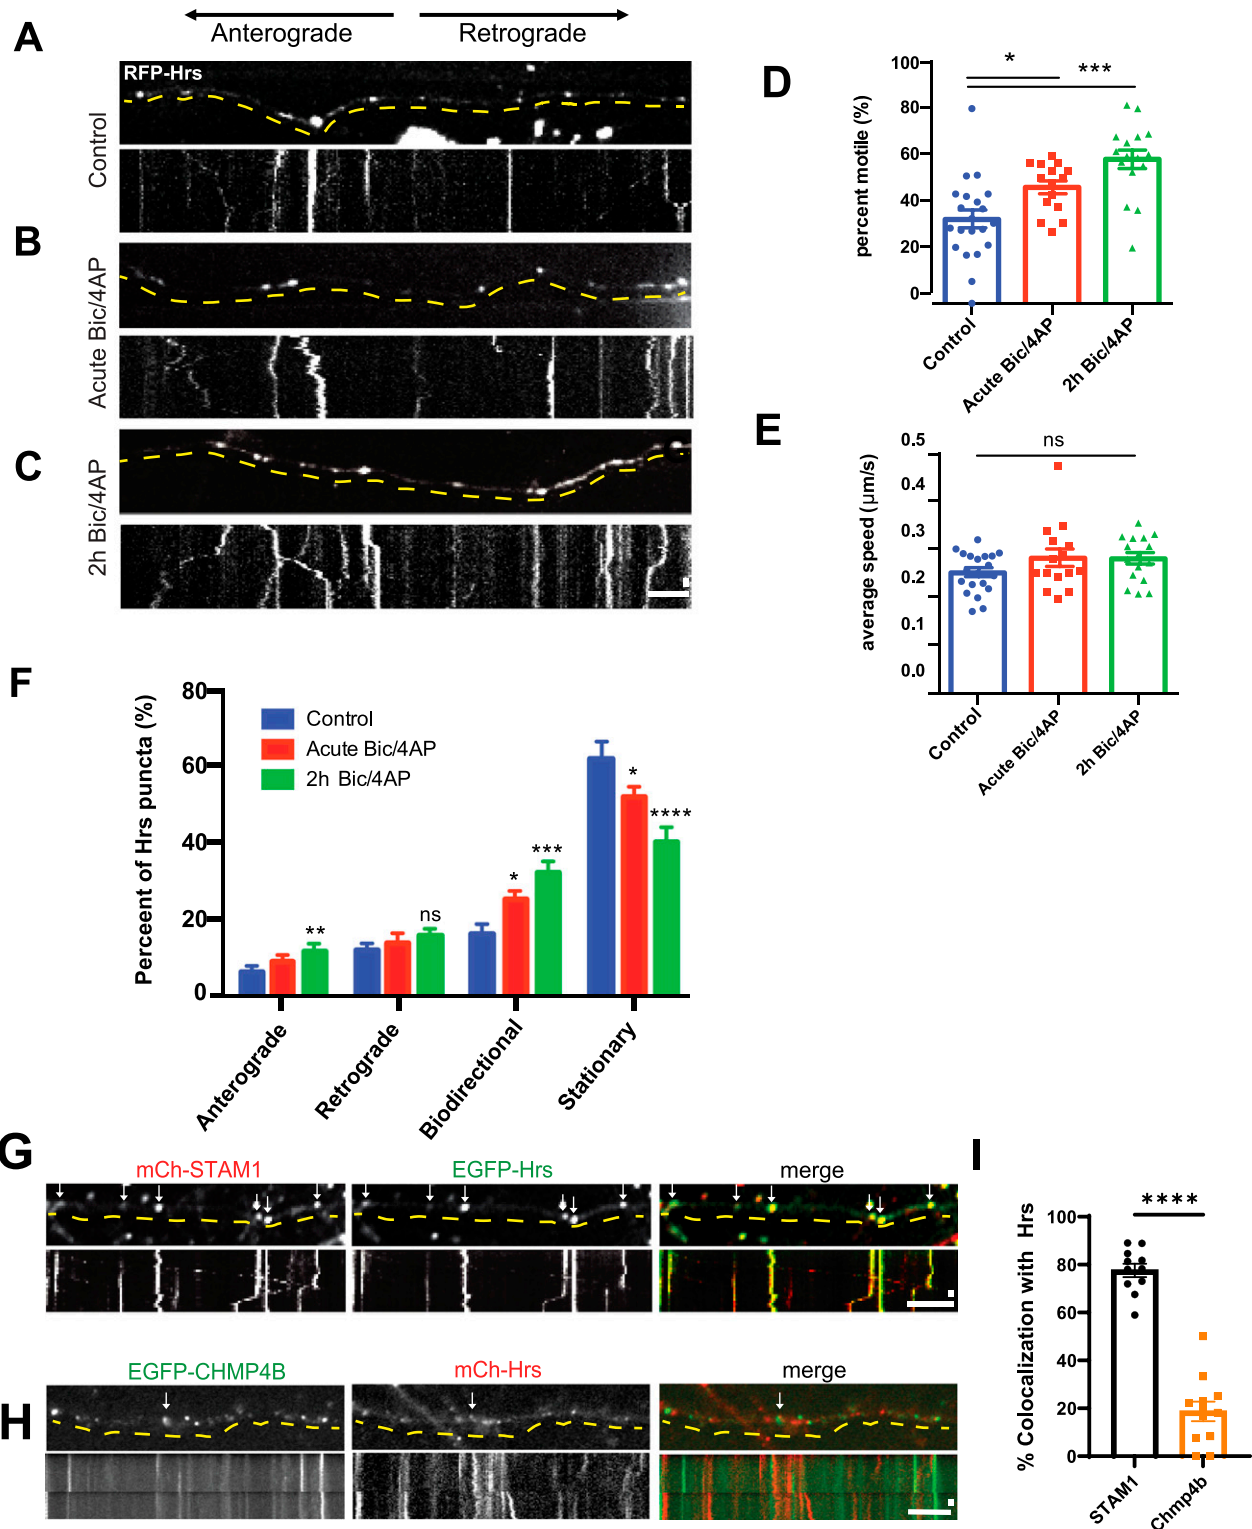 Anterograde Retrograde
A
RFP-Hrs
Control
B
Acute Bic/4AP
C
2h Bic/4AP
D
percent motile (%)
100
80
60
40
20
0
*
***
Control
Acute Bic/4AP
2h Bic/4AP
E
average speed (µm/s)
0.5
0.4
0.3
0.2
0.1
0.0
ns
Control
Acute Bic/4AP
2h Bic/4AP
F
Perceent of Hrs puncta (%)
80
60
40
20
0
Control
Acute Bic/4AP
2h Bic/4AP
**
ns
*
***
*
****
Anterograde
Retrograde
Biodirectional
Stationary
G
mCh-STAM1 EGFP-Hrs merge
H
EGFP-CHMP4B mCh-Hrs merge
I
% Colocalization with Hrs
100
80
60
40
20
0
****
STAM1
Chmp4b